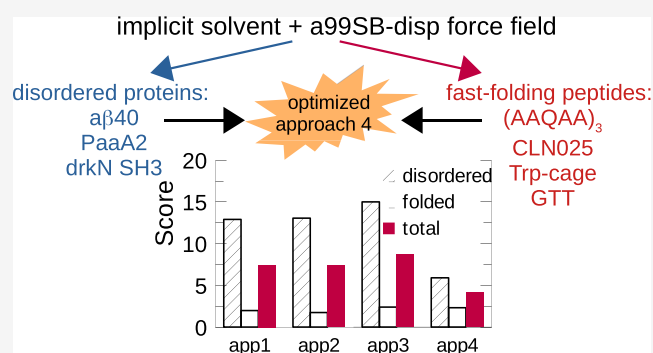 implicit solvent + a99SB-disp force field
disordered proteins:
aβ40
PaaA2
drkN SH3
optimized
approach 4
fast-folding peptides:
(AAQAA)3
CLN025
Trp-cage
GTT
Score
20
15
10
5
0
disordered
folded
total
app1 app2 app3 app4